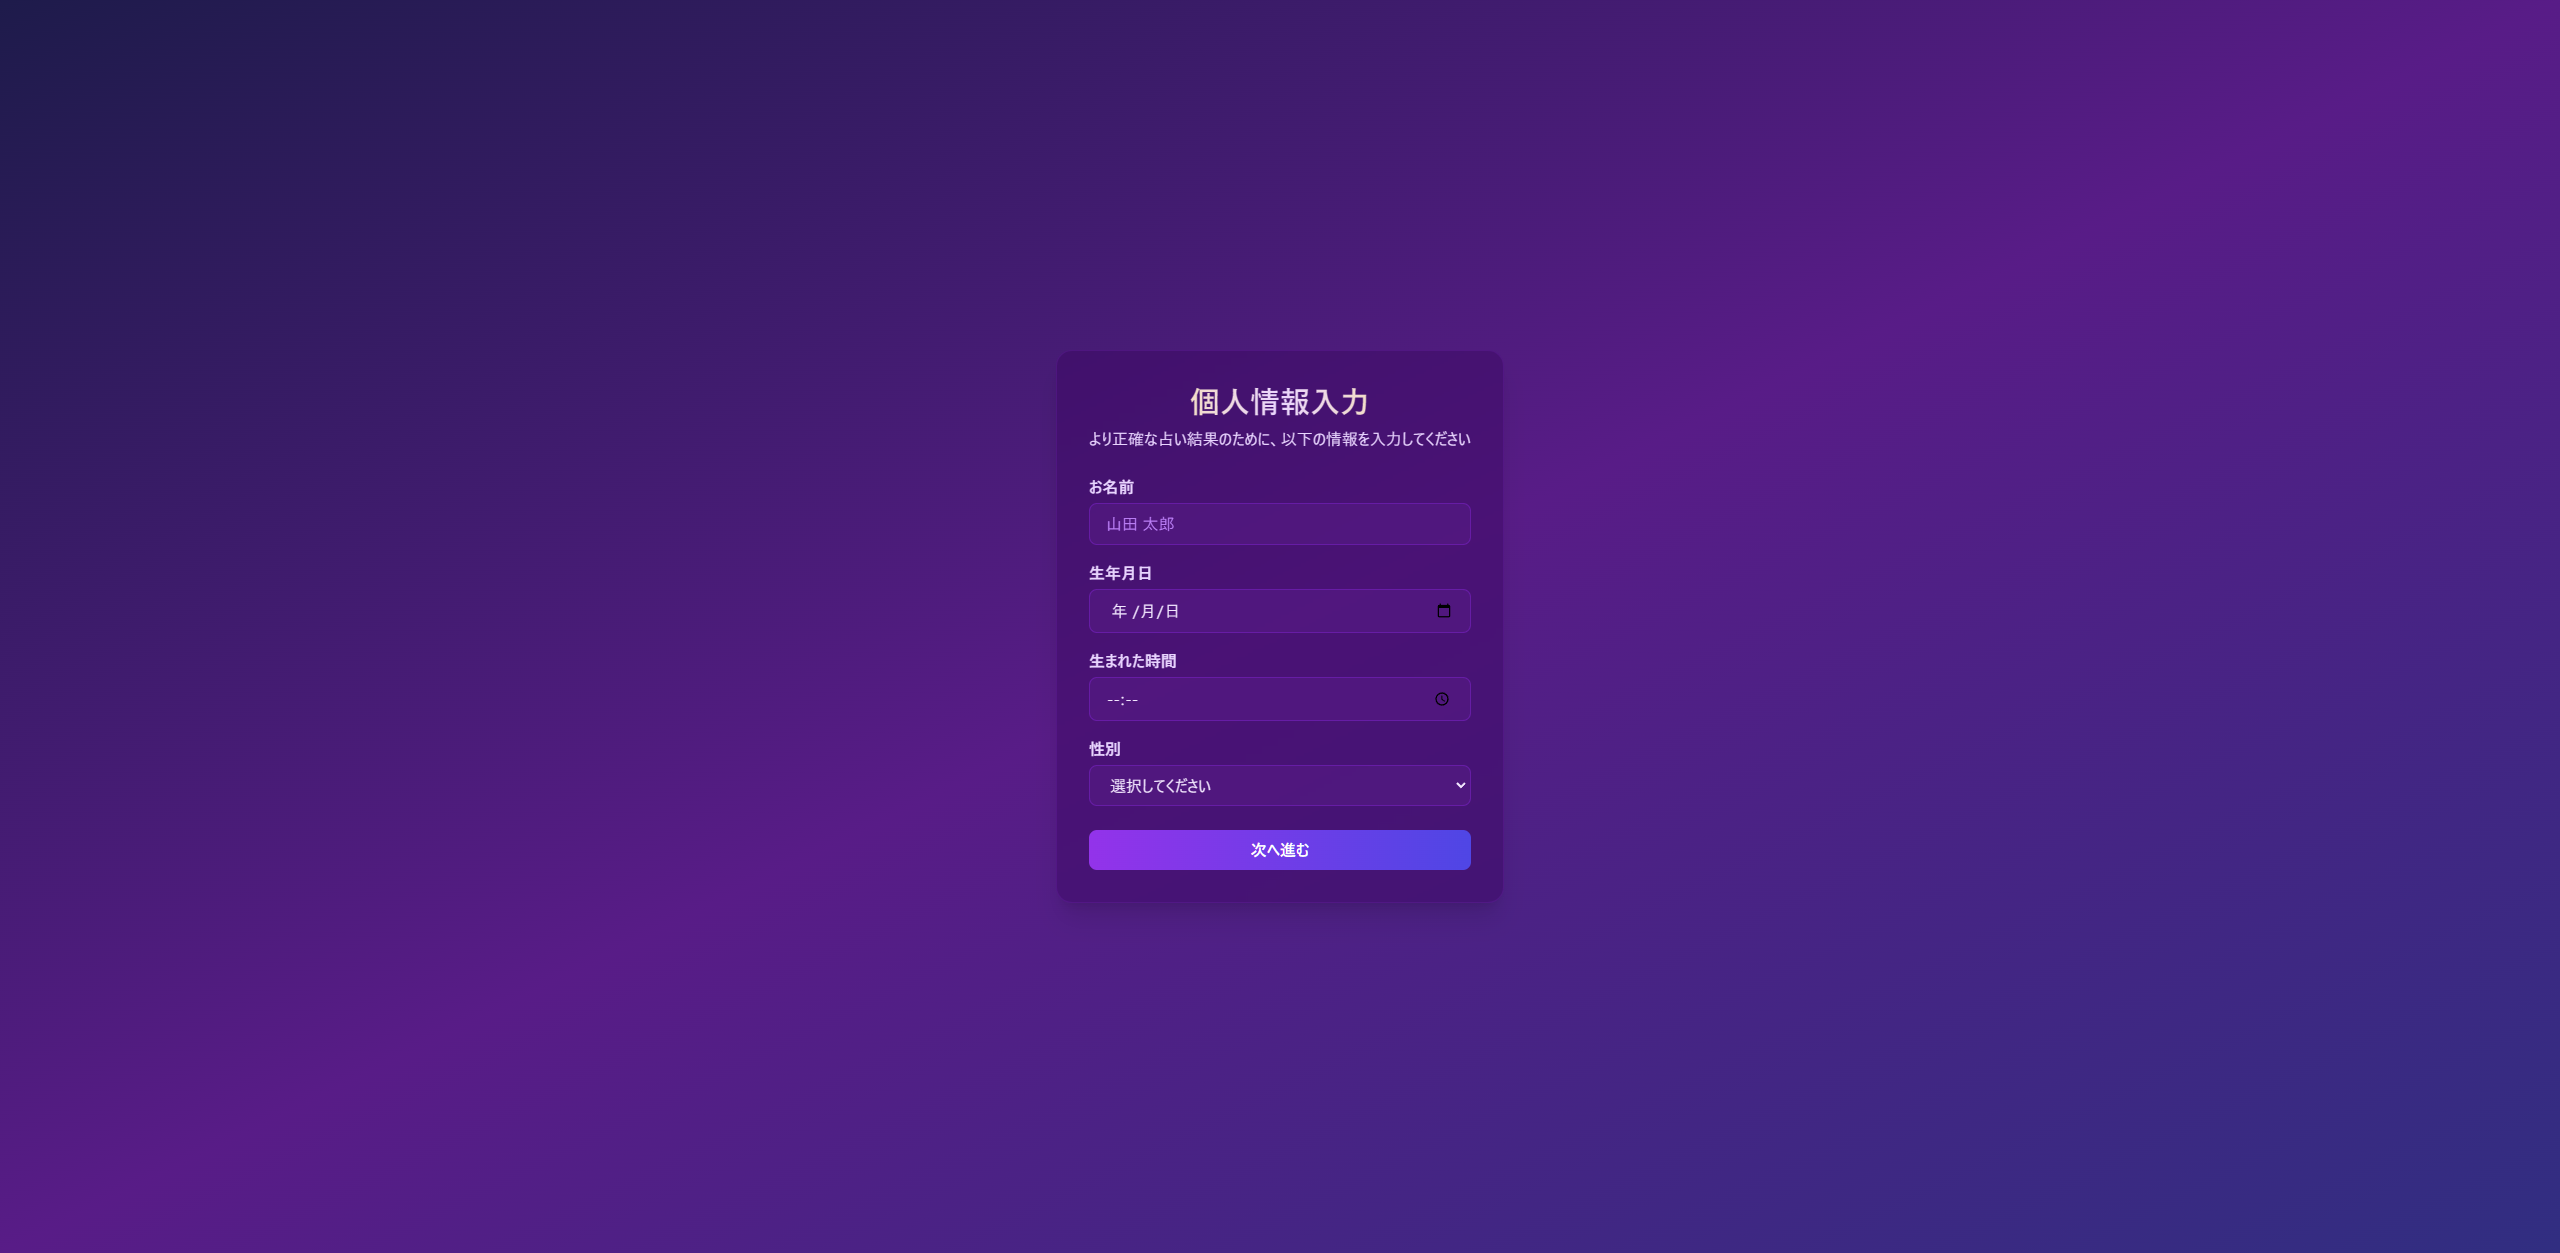 個人情報入力
より正確な占い結果のために、以下の情報を入力してください
お名前
山田 太郎
生年月日
年 /月/日
生まれた時間
--:--
性別
選択してください
次へ進む